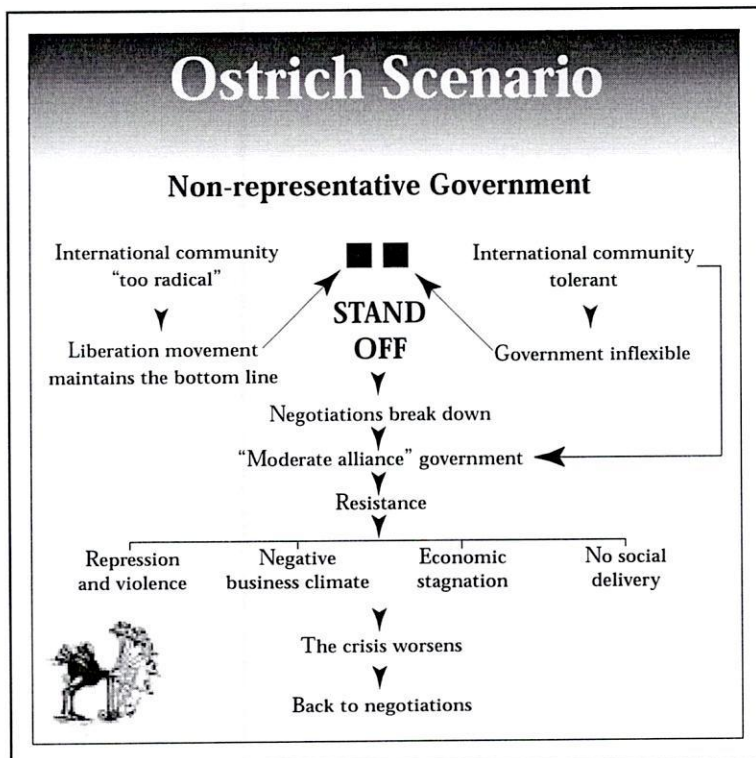 Ostrich Scenario
Non-representative Government
International community
"too radical"
Liberation movement
maintains the bottom line
STAND
OFF
International community
tolerant
Government inflexible
Negotiations break down
"Moderate alliance" government
Resistance
Repression
and violence
Negative
business climate
Economic
stagnation
No social
delivery
The crisis worsens
Back to negotiations